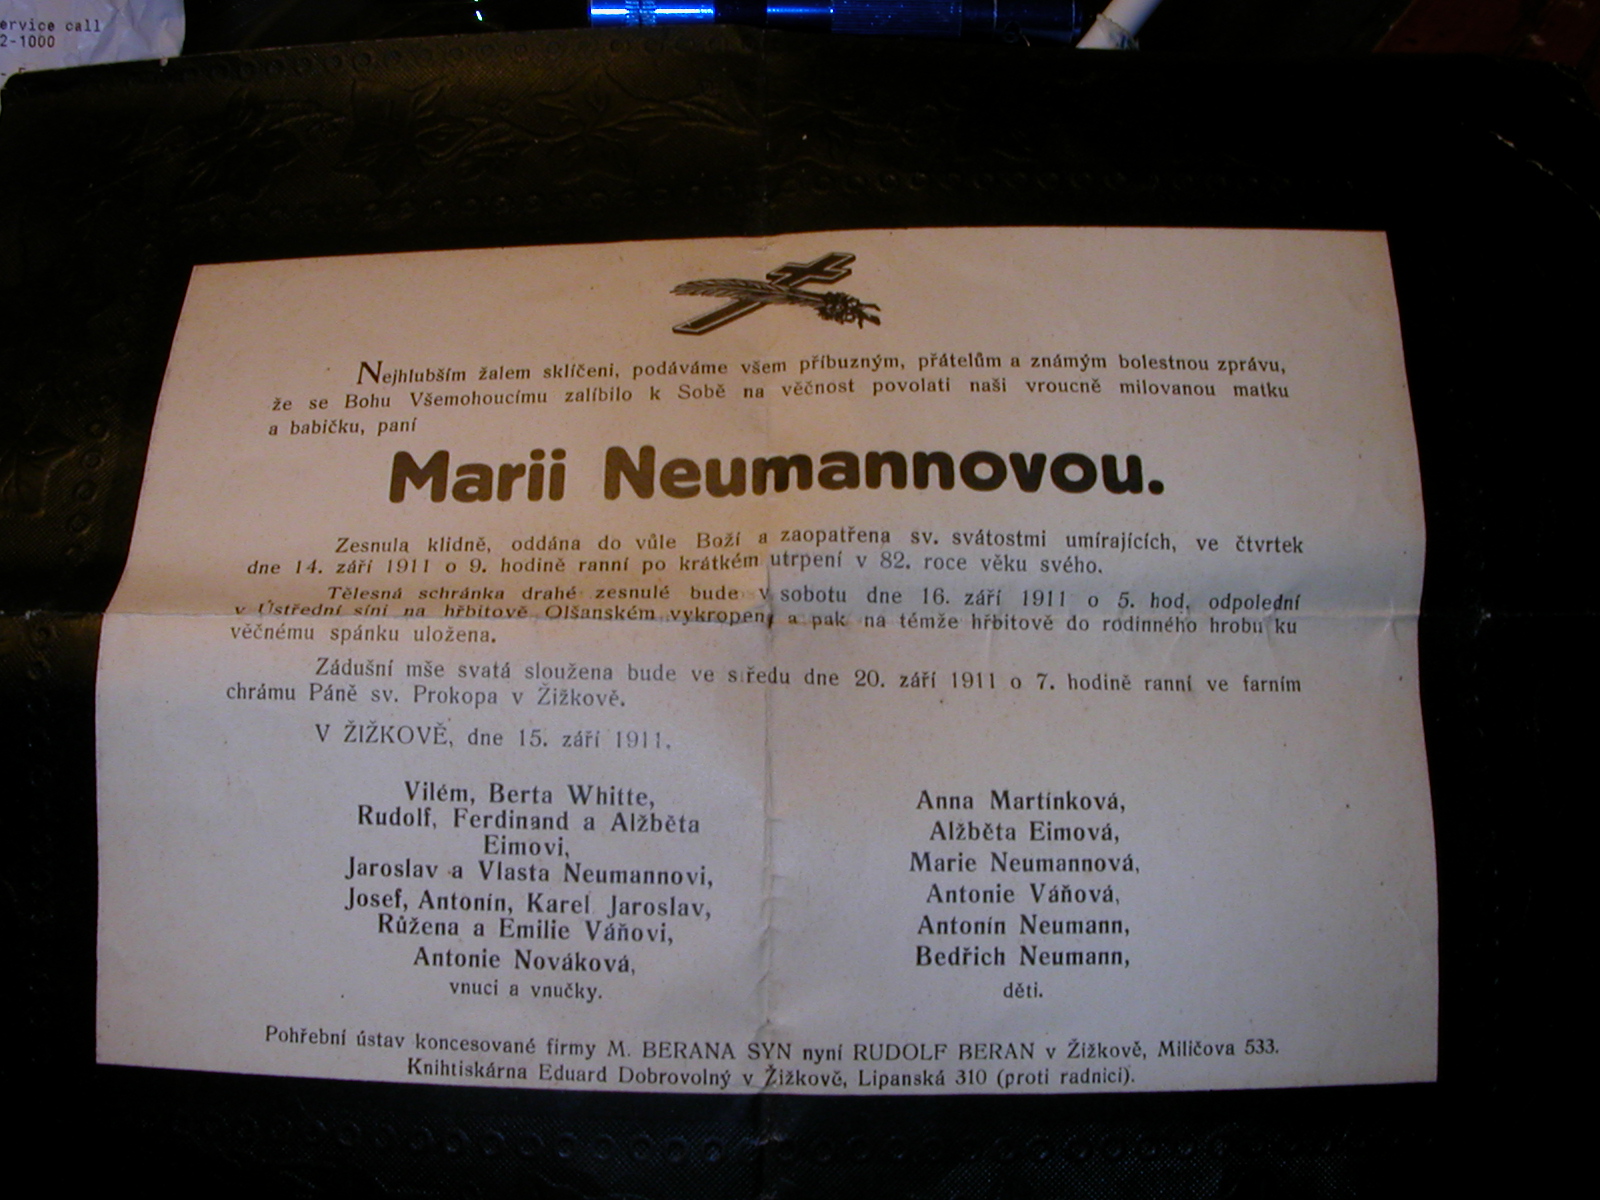 ervice call
2-1000
Nejhlubším žalem sklíčeni, podáváme všem příbuzným, přátelům a známým bolestnou zprávu,
že se Bohu Všemohoucímu zalíbilo k Sobě na věčnost povolati naši vroucně milovanou matku
a babičku, paní
Marii Neumannovou.
Zesnula klidně, oddána do vůle Boží a zaopatřena sv. svátostmi umírajících, ve čtvrtek
dne 14. září 1911 o 9. hodině ranní po krátkém utrpení v 82. roce věku svého.
Tělesná schránka drahé zesnulé bude v sobotu dne 16. září 1911 o 5. hod. odpolední
v Ústřední síni na hřbitově Olšanském vykropena a pak na témže hřbitově do rodinného hrobu ku
věčnému spánku uložena.
Zádušní mše svatá sloužena bude ve středu dne 20. září 1911 o 7. hodině ranní ve farním
chrámu Páně sv. Prokopa v Žižkově.
V ŽIŽKOVĚ, dne 15. září 1911.
Vilém, Berta Whitte,
Rudolf, Ferdinand a Alžběta
Eimovi,
Jaroslav a Vlasta Neumannovi,
Josef, Antonín, Karel Jaroslav,
Růžena a Emilie Váňovi,
Antonie Nováková,
vnuci a vnučky.
Anna Martínková,
Alžběta Eimová,
Marie Neumannová,
Antonie Váňová,
Antonín Neumann,
Bedřich Neumann,
děti.
Pohřební ústav koncesované firmy M. BERANA SYN nyní RUDOLF BERAN v Žižkově, Miličova 533.
Knihtiskárna Eduard Dobrovolný v Žižkově, Lipanská 310 (proti radnici).